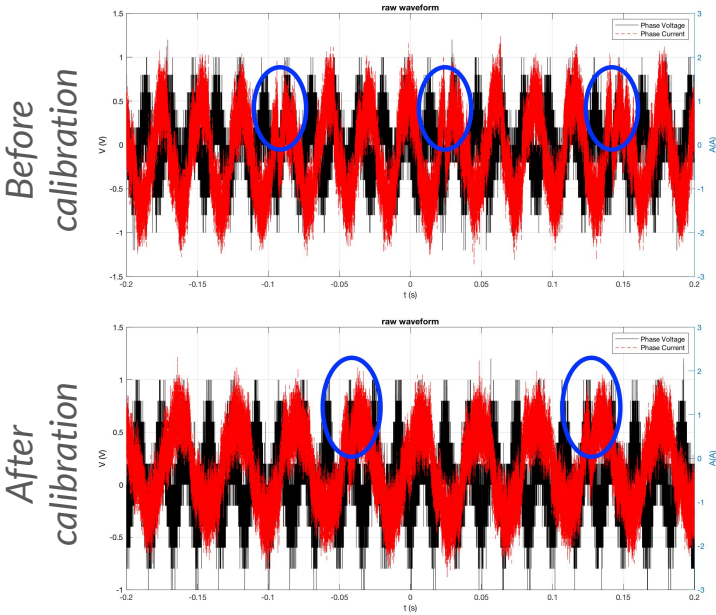 Before
calibration
raw waveform
Phase Voltage
Phase Current
V (V)
1.5
1
0.5
0
-0.5
-1
-1.5
3
2
1
0
-1
-2
-3
A(A)
-0.2
-0.15
-0.1
-0.05
0
0.05
0.1
0.15
0.2
t (s)
After
calibration
raw waveform
Phase Voltage
Phase Current
V (V)
1.5
1
0.5
0
-0.5
-1
3
2
1
0
-1
-2
-3
A(A)
-0.2
-0.15
-0.1
-0.05
0
0.05
0.1
0.15
0.2
t (s)